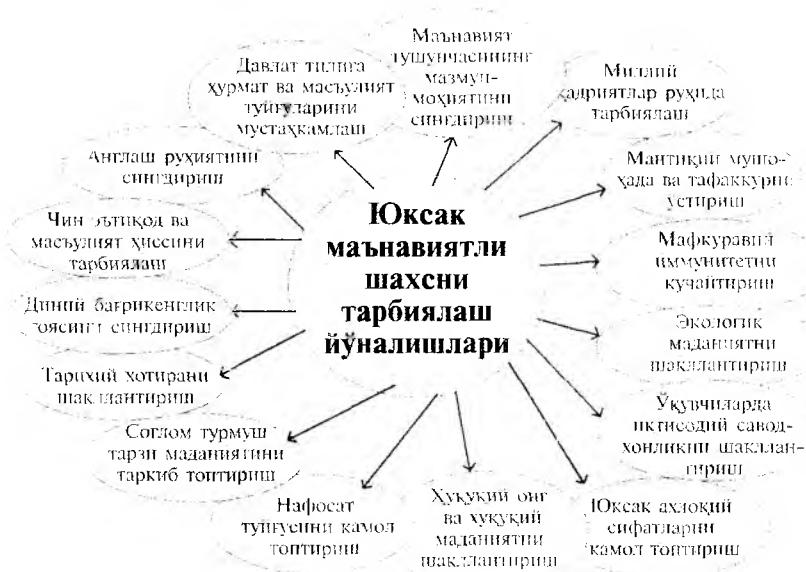 Маънавият
тушунчасининг
мазмун-
моҳиятини
сингдириш
Миллий
қадриятлар руҳида
тарбиялаш
Мантиқий мушо-
ҳада ва тафаккурни
ўстириш
Мафкуравий
иммунитетни
кучайтириш
Экологик
маданиятни
шакллантириш
Ўқувчиларда
иқтисодий савод-
хонликни шакллан-
тириш
Юксак ахлоқий
сифатларни
камол топтириш
Ҳуқуқий онг
ва ҳуқуқий
маданиятни
шакллантириш
Нафосат
туйғусини камол
топтириш
Соғлом турмуш
тарзи маданиятини
таркиб топтириш
Тарихий хотирани
шакллантириш
Диний бағрикенглик
ғоясини сингдириш
Чин эътиқод ва
масъулият ҳиссини
тарбиялаш
Англаш руҳиятини
сингдириш
Давлат тилига
ҳурмат ва масъулият
туйғуларини
мустаҳкамлаш
Юксак
маънавиятли
шахсни
тарбиялаш
йўналишлари